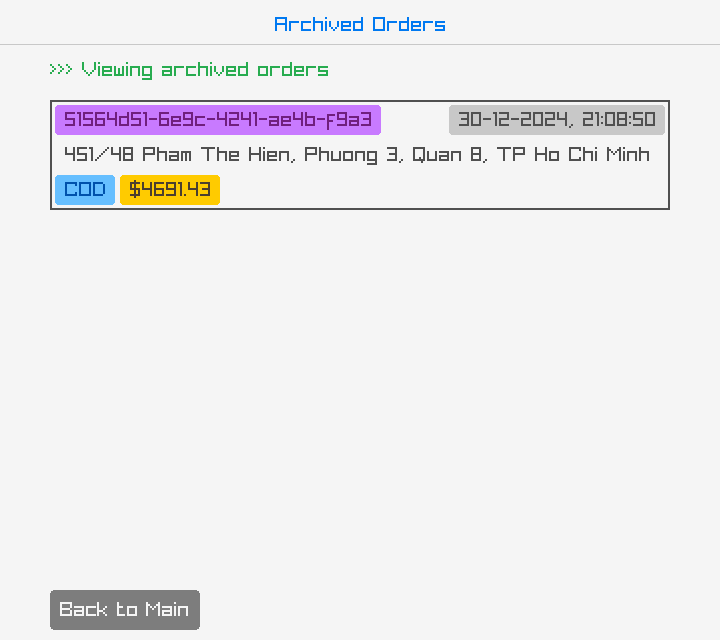 Archived Orders
>>> Viewing archived orders
51564d51-6e9c-4241-ae4b-f9a3 30-12-2024, 21:08:50
451/48 Pham The Hien, Phuong 3, Quan 8, TP Ho Chi Minh
COD $4691.43
Back to Main